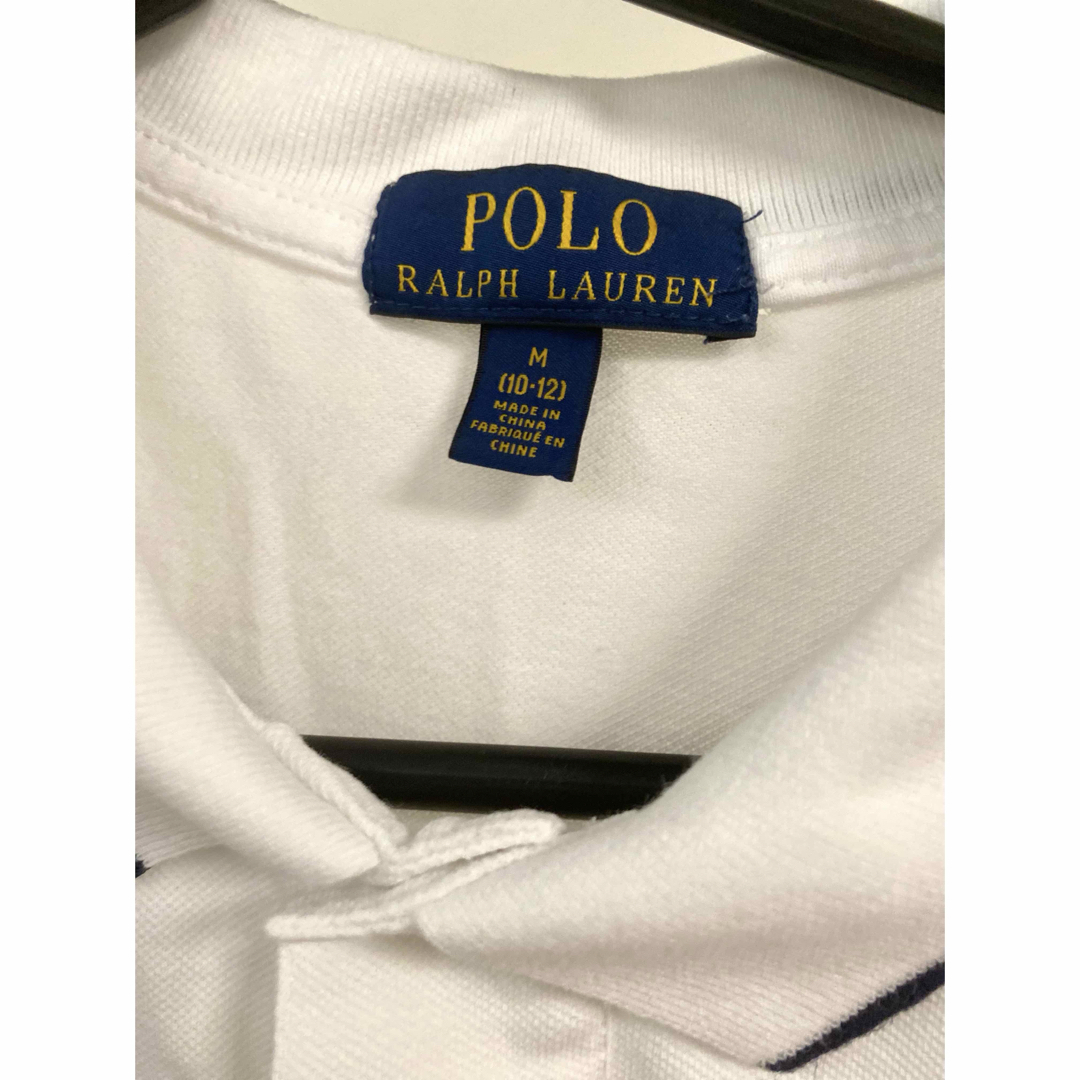 POLO
RALPH LAUREN
M
(10-12)
MADE IN
CHINA
FABRIQUÉ EN
CHINE